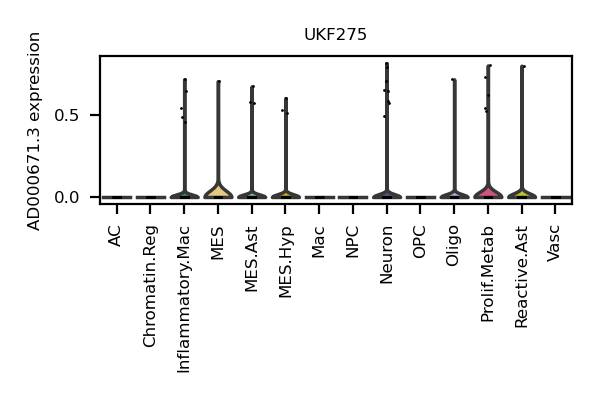 UKF275
AD000671.3 expression
0.5
0.0
AC
Chromatin.Reg
Inflammatory.Mac
MES
MES.Ast
MES.Hyp
Mac
NPC
Neuron
OPC
Oligo
Prolif.Metab
Reactive.Ast
Vasc